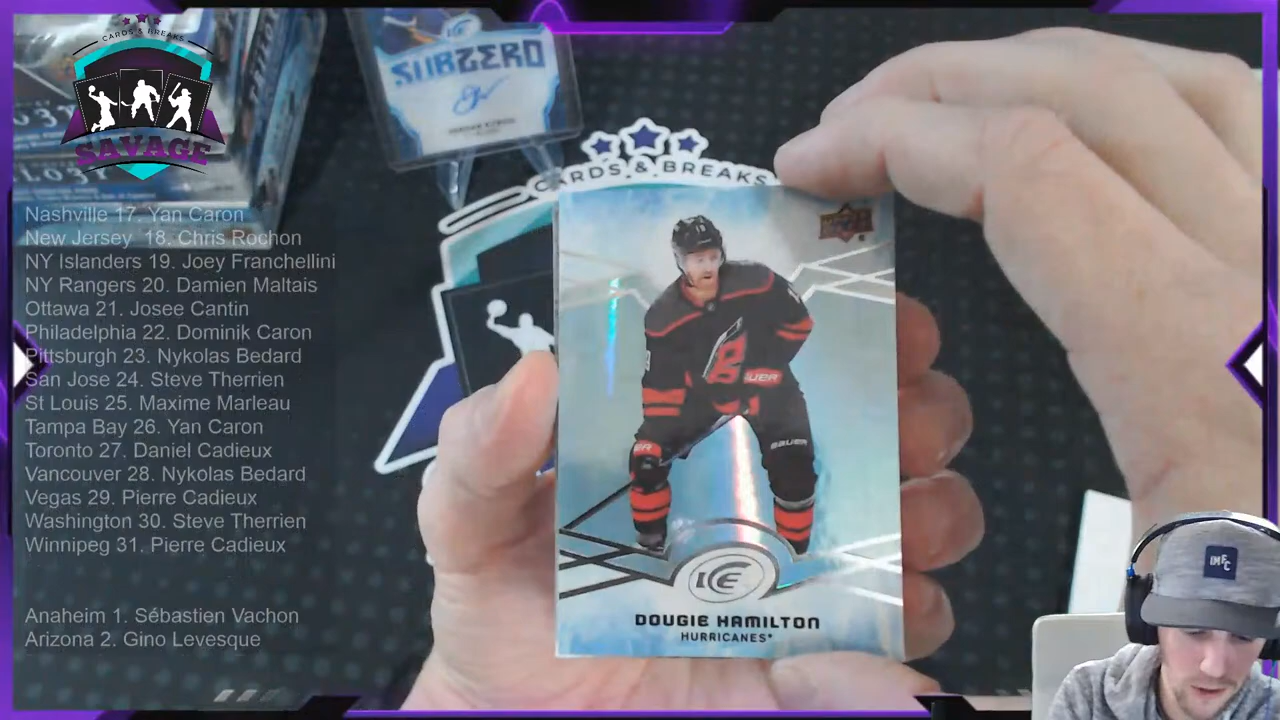 CARDS & BREAKS
SAVAGE
SUBZERO
CARDS & BREAKS
Nashville 17. Yan Caron
New Jersey 18. Chris Rochon
NY Islanders 19. Joey Franchellini
NY Rangers 20. Damien Maltais
Ottawa 21. Josee Cantin
Philadelphia 22. Dominik Caron
Pittsburgh 23. Nykolas Bedard
San Jose 24. Steve Therrien
St Louis 25. Maxime Marleau
Tampa Bay 26. Yan Caron
Toronto 27. Daniel Cadieux
Vancouver 28. Nykolas Bedard
Vegas 29. Pierre Cadieux
Washington 30. Steve Therrien
Winnipeg 31. Pierre Cadieux
Anaheim 1. Sébastien Vachon
Arizona 2. Gino Levesque
BAUER
ICE
DOUGIE HAMILTON
HURRICANES